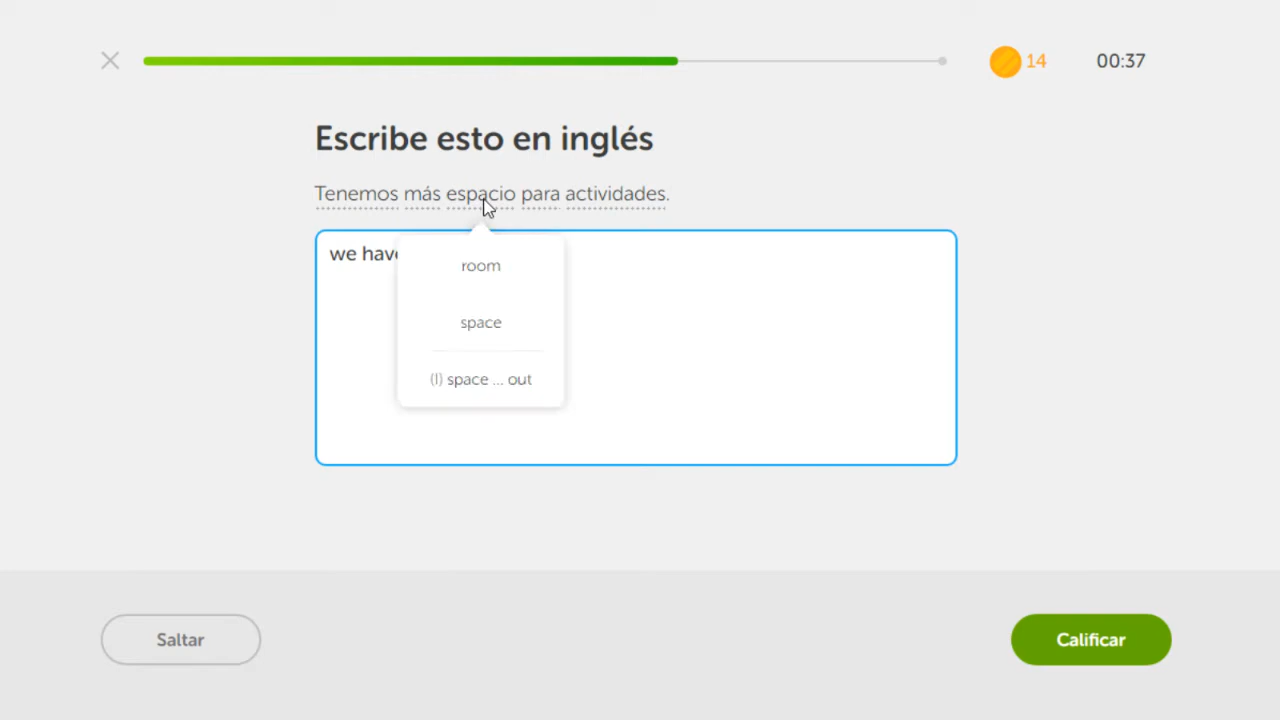 14 00:37
Escribe esto en inglés
Tenemos más espacio para actividades.
we have
room
space
(I) space ... out
Saltar Calificar